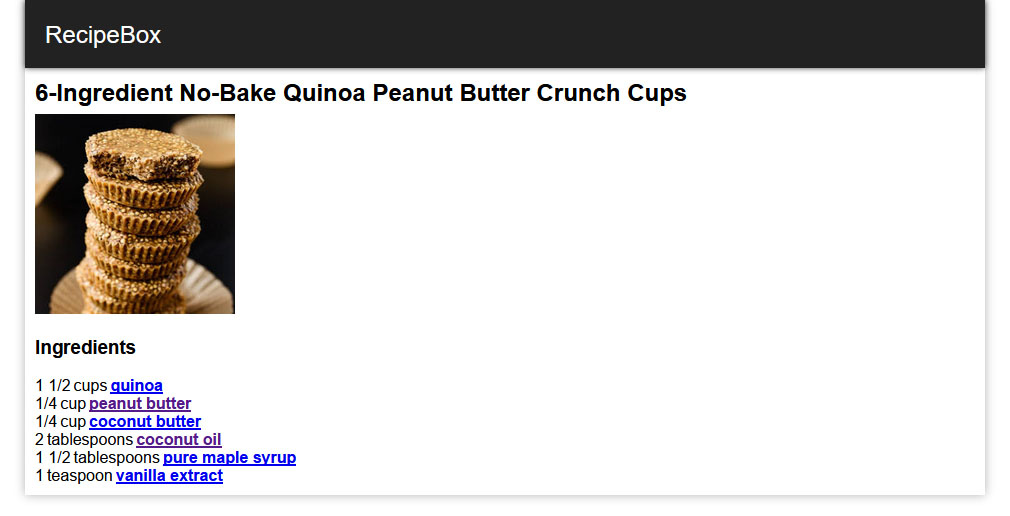 RecipeBox
6-Ingredient No-Bake Quinoa Peanut Butter Crunch Cups
Ingredients
1 1/2 cups quinoa
1/4 cup peanut butter
1/4 cup coconut butter
2 tablespoons coconut oil
1 1/2 tablespoons pure maple syrup
1 teaspoon vanilla extract